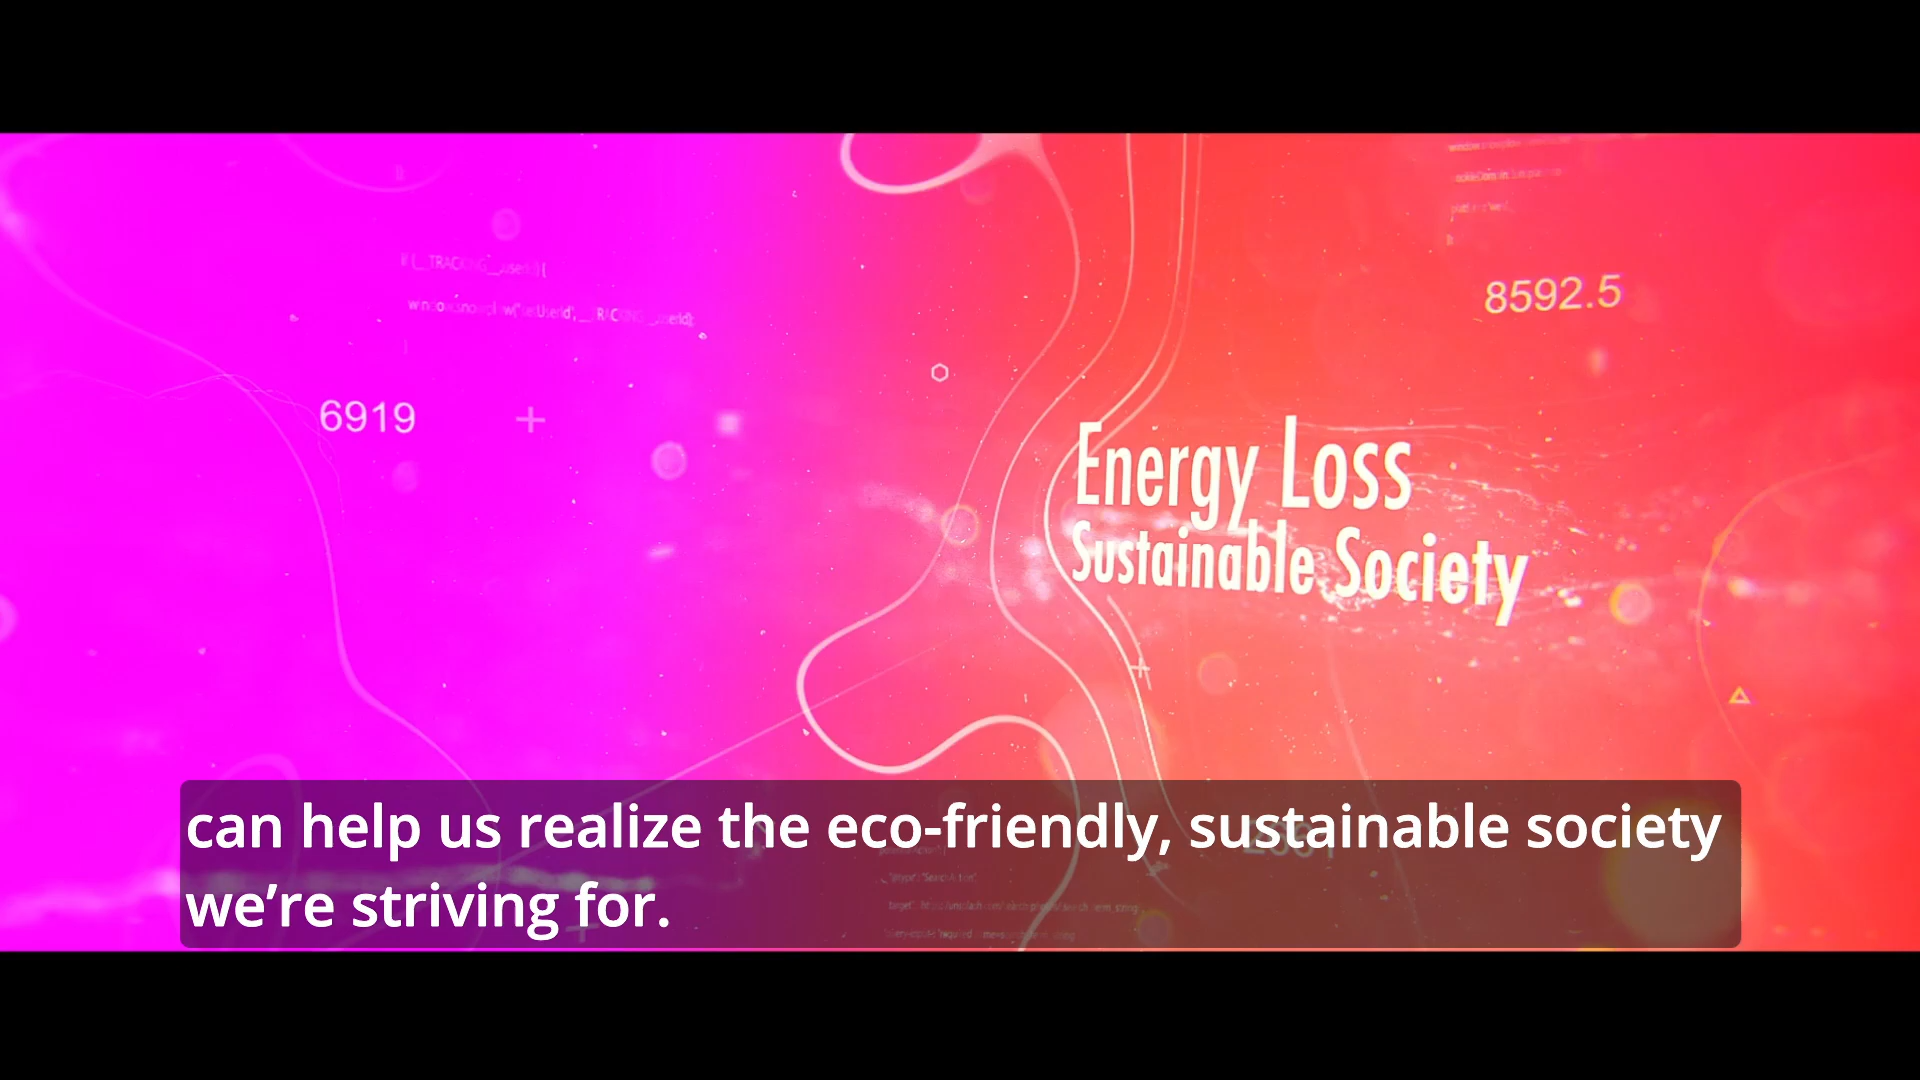 8592.5
6919
Energy Loss
Sustainable Society
can help us realize the eco-friendly, sustainable society
we’re striving for.